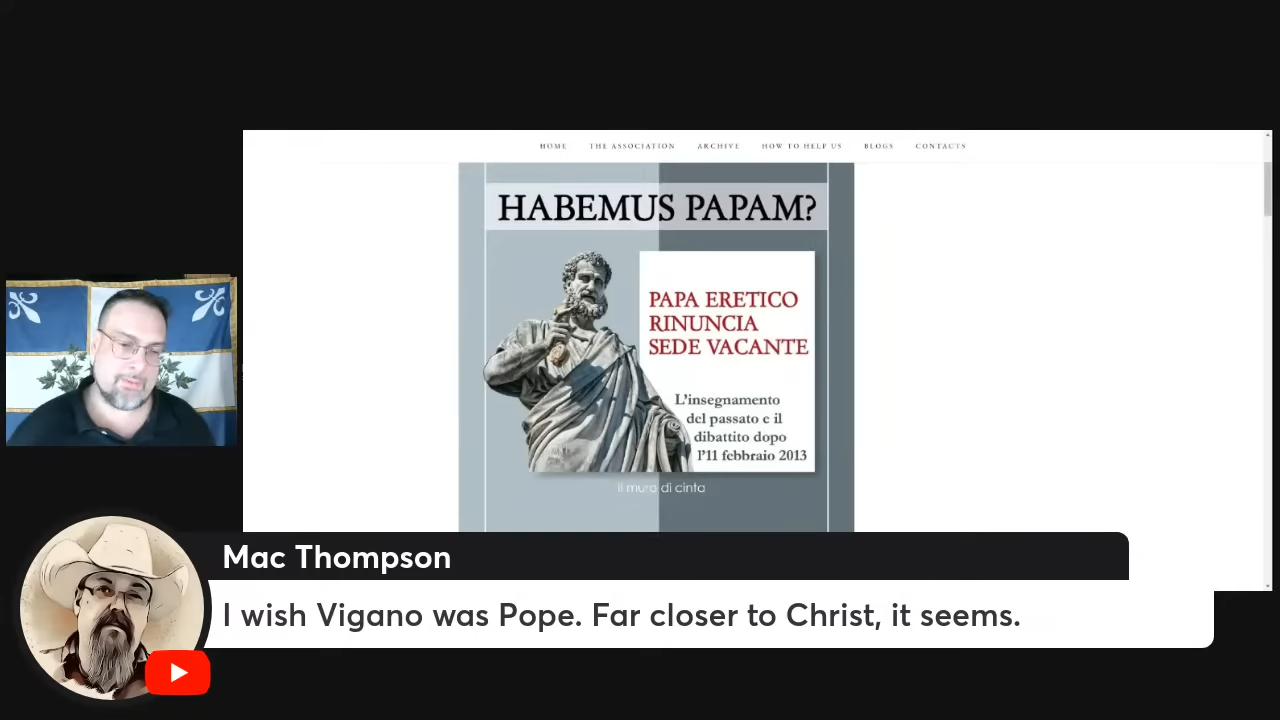 HOME THE ASSOCIATION ARCHIVE HOW TO HELP US BLOGS CONTACTS
HABEMUS PAPAM?
PAPA ERETICO
RINUNCIA
SEDE VACANTE
L'insegnamento
del passato e il
dibattito dopo
l'11 febbraio 2013
il muro di cinta
Mac Thompson
I wish Vigano was Pope. Far closer to Christ, it seems.